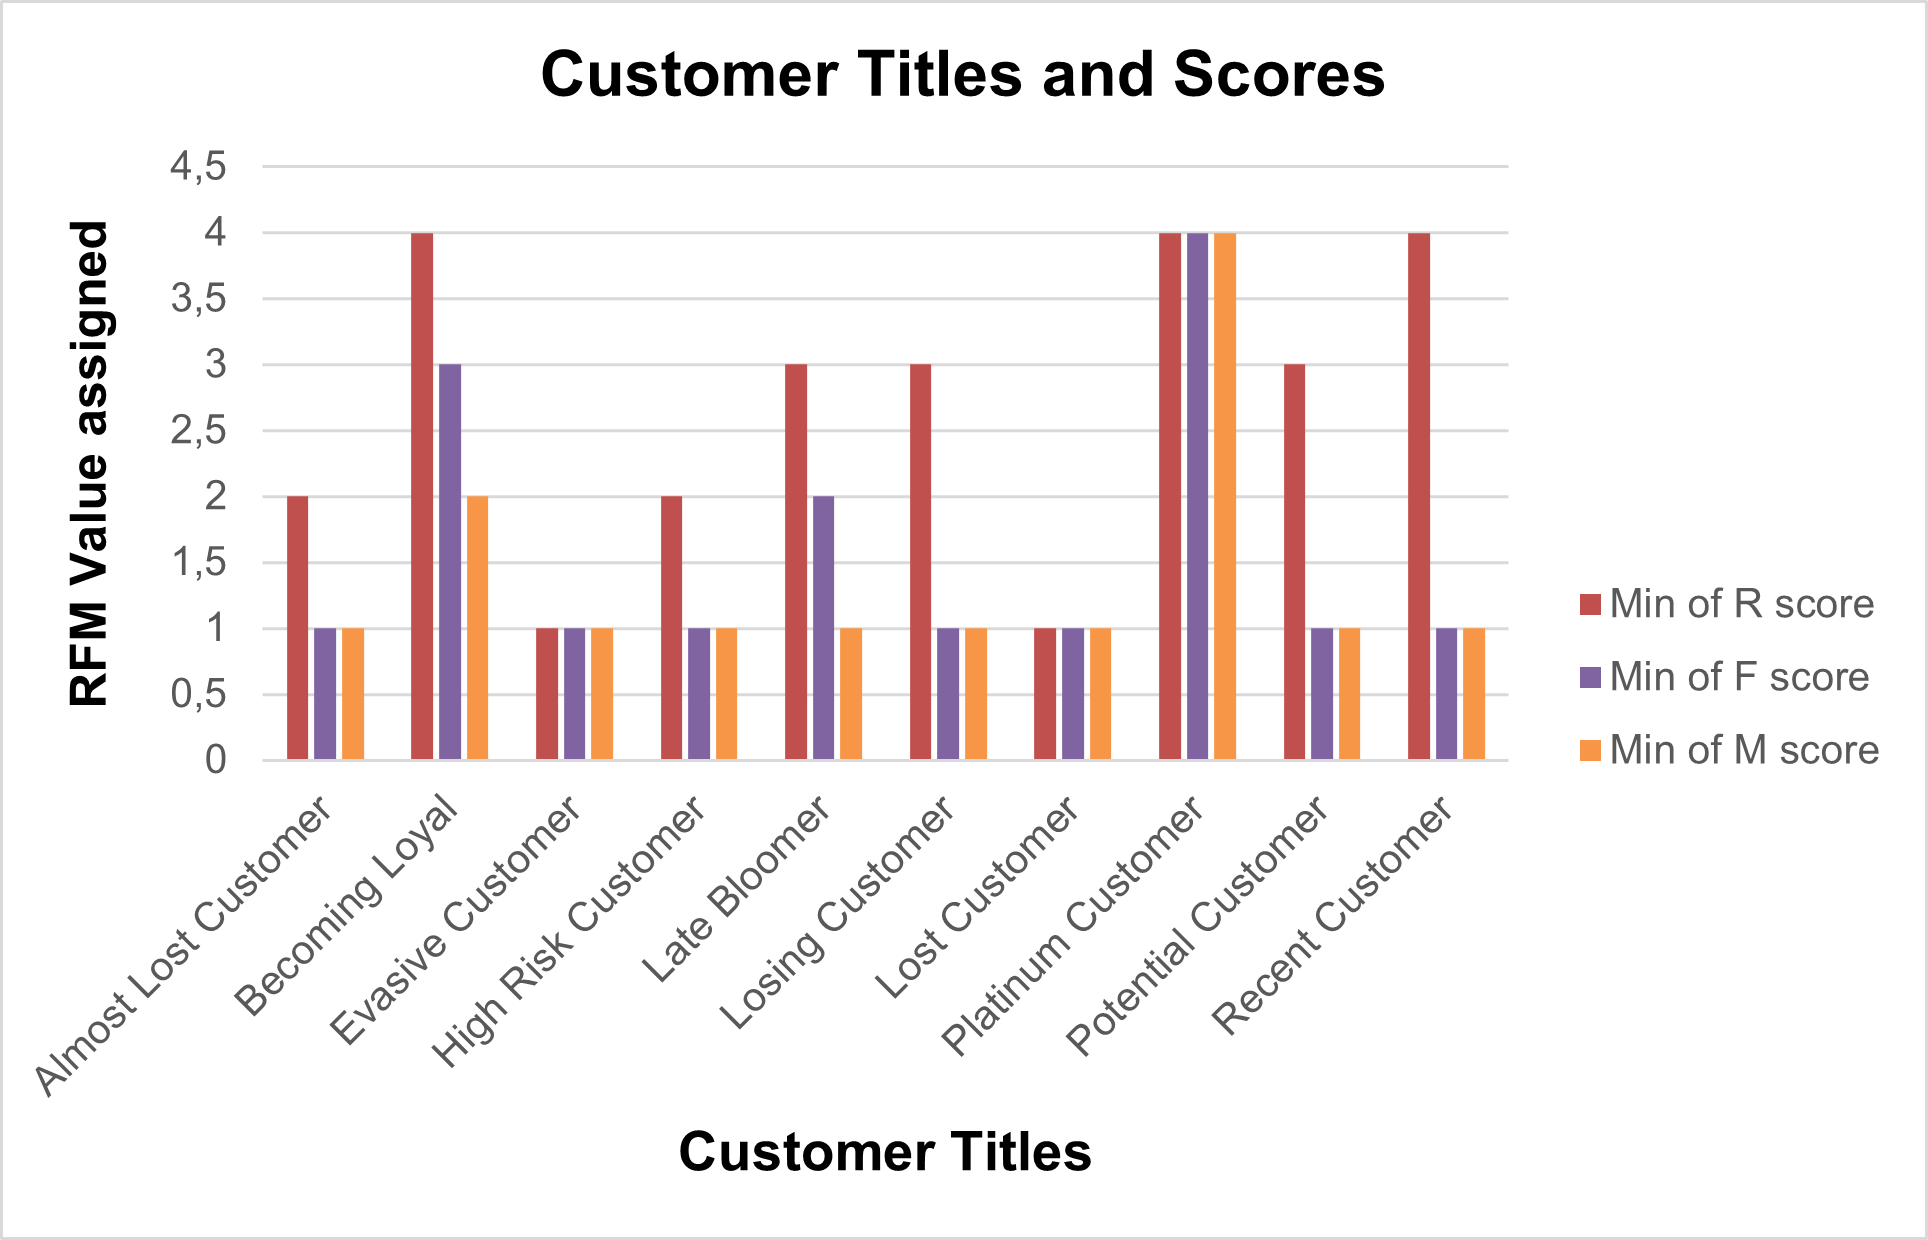 Customer Titles and Scores
RFM Value assigned
4,5
4
3,5
3
2,5
2
1,5
1
0,5
0
Almost Lost Customer
Becoming Loyal
Evasive Customer
High Risk Customer
Late Bloomer
Losing Customer
Lost Customer
Platinum Customer
Potential Customer
Recent Customer
Customer Titles
Min of R score
Min of F score
Min of M score